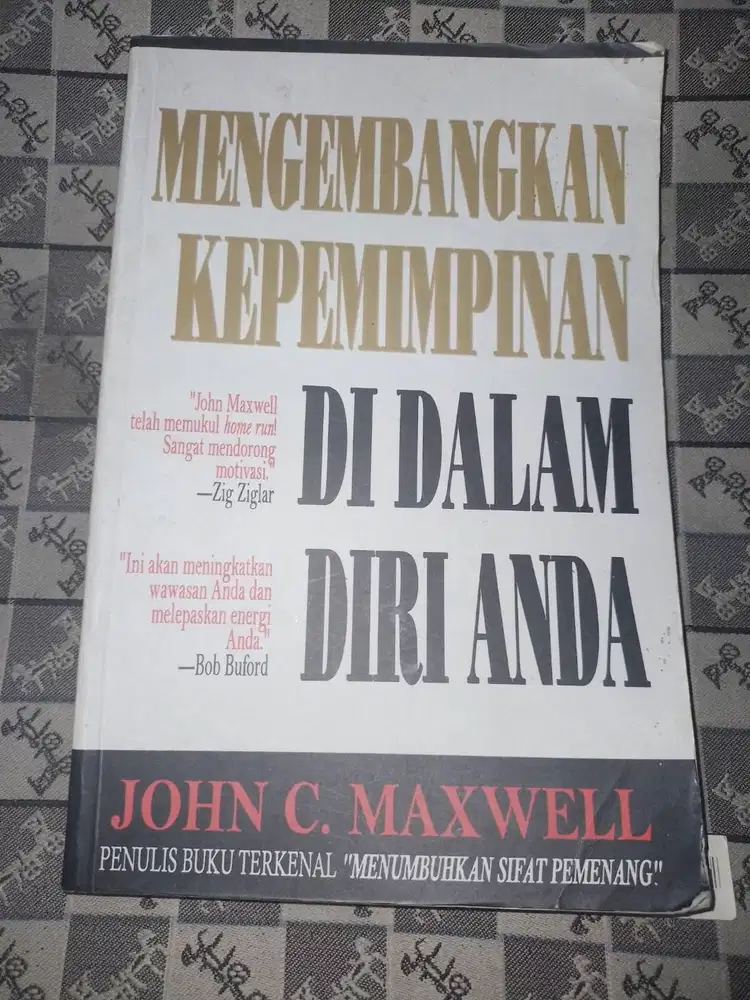 MENGEMBANGKAN
KEPEMIMPINAN
DI DALAM
DIRI ANDA
"John Maxwell
telah memukul home run!
Sangat mendorong
motivasi,"
—Zig Ziglar
"Ini akan meningkatkan
wawasan Anda dan
melepaskan energi
Anda."
—Bob Buford
JOHN C. MAXWELL
PENULIS BUKU TERKENAL "MENUMBUHKAN SIFAT PEMENANG".